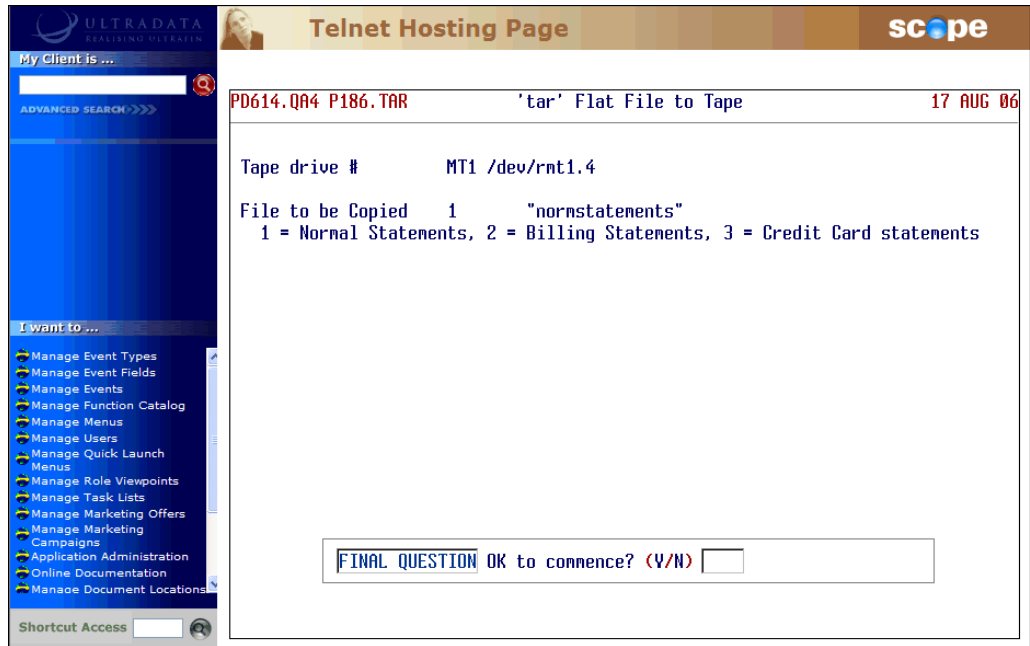 ULTRADATA
REALISING ULTRAFIN
Telnet Hosting Page
scope
My Client is ...
ADVANCED SEARCH >>>
PD614.QA4 P186.TAR 'tar' Flat File to Tape 17 AUG 06
Tape drive # MT1 /dev/rmt1.4
File to be Copied 1 "normstatements"
1 = Normal Statements, 2 = Billing Statements, 3 = Credit Card statements
I want to ...
Manage Event Types
Manage Event Fields
Manage Events
Manage Function Catalog
Manage Menus
Manage Users
Manage Quick Launch
Menus
Manage Role Viewpoints
Manage Task Lists
Manage Marketing Offers
Manage Marketing
Campaigns
Application Administration
Online Documentation
Manage Document Locations
FINAL QUESTION OK to commence? (Y/N)
Shortcut Access